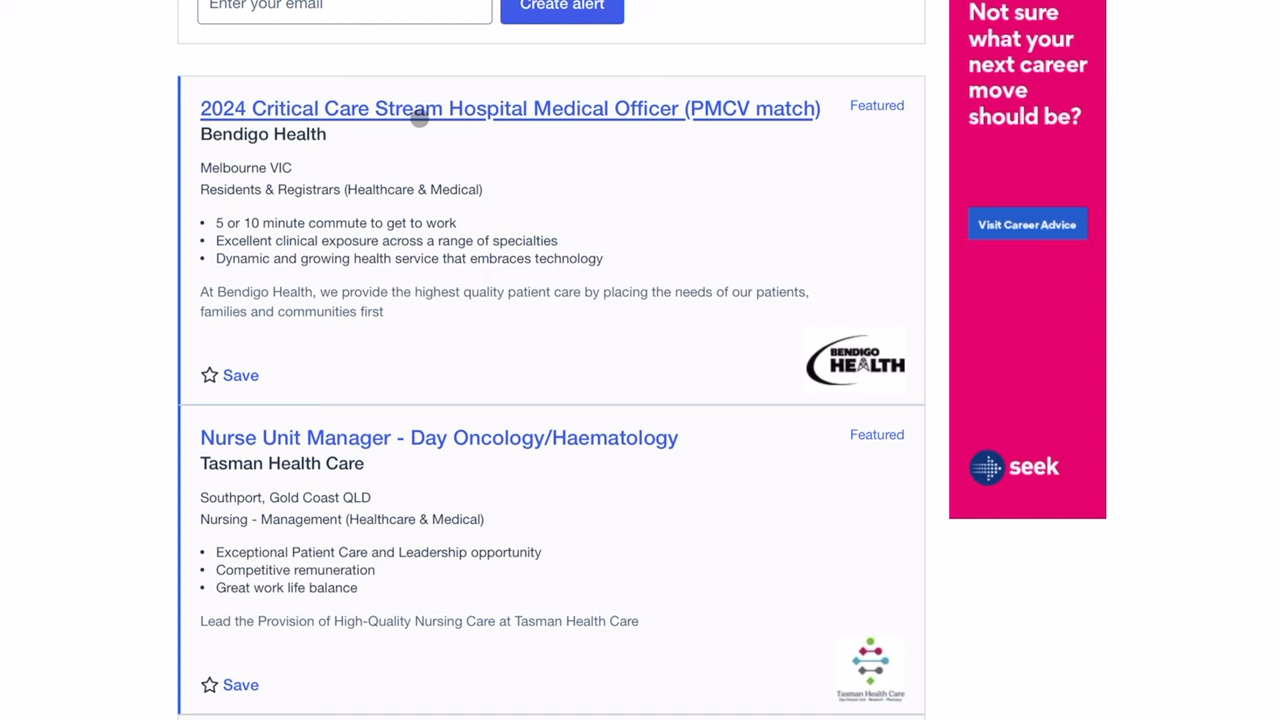 Enter your email
Create alert
2024 Critical Care Stream Hospital Medical Officer (PMCV match)
Featured
Bendigo Health
Melbourne VIC
Residents & Registrars (Healthcare & Medical)
• 5 or 10 minute commute to get to work
• Excellent clinical exposure across a range of specialties
• Dynamic and growing health service that embraces technology
At Bendigo Health, we provide the highest quality patient care by placing the needs of our patients,
families and communities first
Save
BENDIGO
HEALTH
Nurse Unit Manager - Day Oncology/Haematology
Featured
Tasman Health Care
Southport, Gold Coast QLD
Nursing - Management (Healthcare & Medical)
• Exceptional Patient Care and Leadership opportunity
• Competitive remuneration
• Great work life balance
Lead the Provision of High-Quality Nursing Care at Tasman Health Care
Save
Tasman Health Care
Not sure
what your
next career
move
should be?
Visit Career Advice
seek